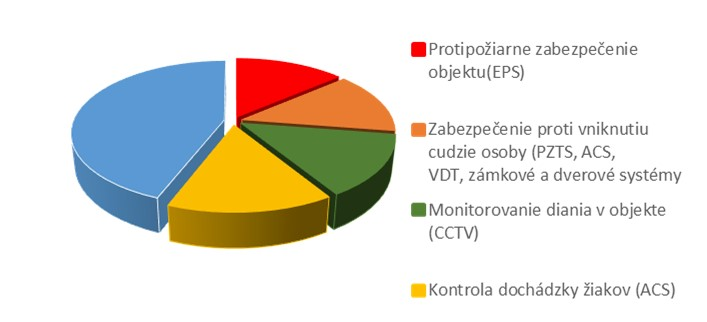 Protipožiarne zabezpečenie
objektu(EPS)
Zabezpečenie proti vniknutiu
cudzie osoby (PZTS, ACS,
VDT, zámkové a dverové systémy
Monitorovanie diania v objekte
(CCTV)
Kontrola dochádzky žiakov (ACS)